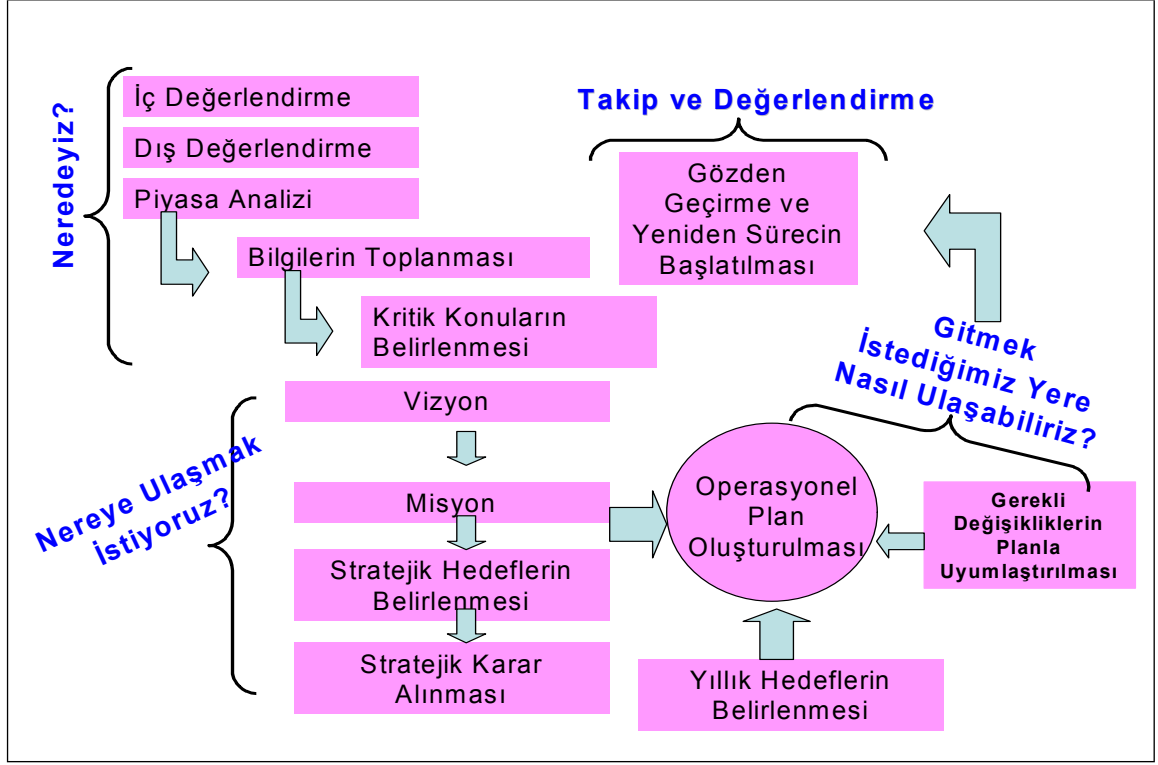 Neredeyiz?
İç Değerlendirme
Dış Değerlendirme
Piyasa Analizi
Bilgilerin Toplanması
Kritik Konuların
Belirlenmesi
Takip ve Değerlendirme
Gözden
Geçirme ve
Yeniden Sürecin
Başlatılması
Nereye Ulaşmak
İstiyoruz?
Vizyon
Misyon
Stratejik Hedeflerin
Belirlenmesi
Stratejik Karar
Alınması
Gitmek
İstediğimiz Yere
Nasıl Ulaşabiliriz?
Operasyonel
Plan
Oluşturulması
Gerekli
Değişikliklerin
Planla
Uyumlaştırılması
Yıllık Hedeflerin
Belirlenmesi